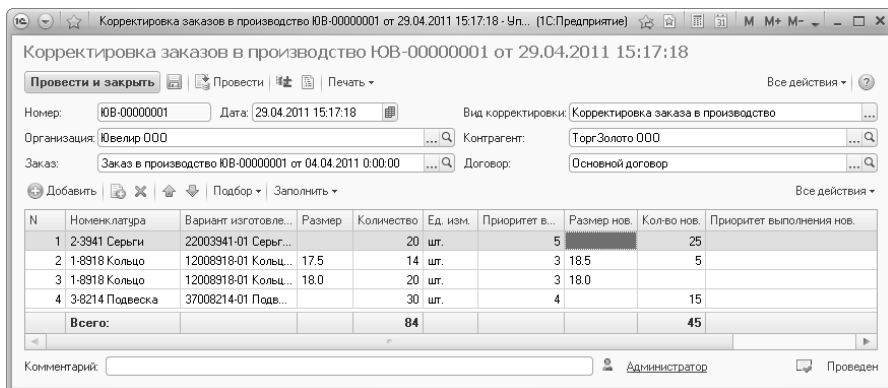 Корректировка заказов в производство ЮВ-00000001 от 29.04.2011 15:17:18 - Уп... (1С:Предприятие) M M+ M-
Корректировка заказов в производство ЮВ-00000001 от 29.04.2011 15:17:18
Провести и закрыть Провести Печать Все действия
Номер: ЮВ-00000001 Дата: 29.04.2011 15:17:18 Вид корректировки: Корректировка заказа в производство ...
Организация: Ювелир ООО ... Контрагент: ТоргЗолото ООО ...
Заказ: Заказ в производство ЮВ-00000001 от 04.04.2011 0:00:00 ... Договор: Основной договор ...
Добавить Подбор Заполнить Все действия
N Номенклатура Вариант изготовле... Размер Количество Ед. изм. Приоритет в... Размер нов. Кол-во нов. Приоритет выполнения нов.
1 2-3941 Серьги 22003941-01 Серьг... 20 шт. 5 25
2 1-8918 Кольцо 12008918-01 Кольц... 17.5 14 шт. 3 18.5 5
3 1-8918 Кольцо 12008918-01 Кольц... 18.0 20 шт. 3 18.0
4 3-8214 Подвеска 37008214-01 Подв... 30 шт. 4 15
Всего: 84 45
Комментарий: Администратор Проведен